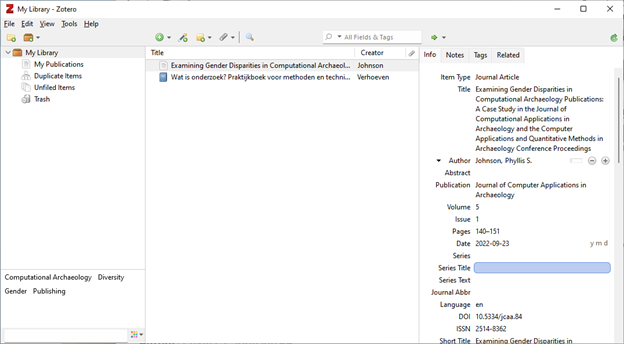 My Library - Zotero
File Edit View Tools Help
All Fields & Tags
My Library
My Publications
Duplicate Items
Unfiled Items
Trash
Computational Archaeology Diversity
Gender Publishing
Title Creator
Examining Gender Disparities in Computational Archaeol... Johnson
Wat is onderzoek? Praktijkboek voor methoden en techni... Verhoeven
Info Notes Tags Related
Item Type Journal Article
Title Examining Gender Disparities in
Computational Archaeology Publications:
A Case Study in the Journal of
Computational Applications in
Archaeology and the Computer
Applications and Quantitative Methods in
Archaeology Conference Proceedings
Author Johnson, Phyllis S.
Abstract
Publication Journal of Computer Applications in
Archaeology
Volume 5
Issue 1
Pages 140–151
Date 2022-09-23 y m d
Series
Series Title
Series Text
Journal Abbr
Language en
DOI 10.5334/jcaa.84
ISSN 2514-8362
Short Title Examining Gender Disparities in